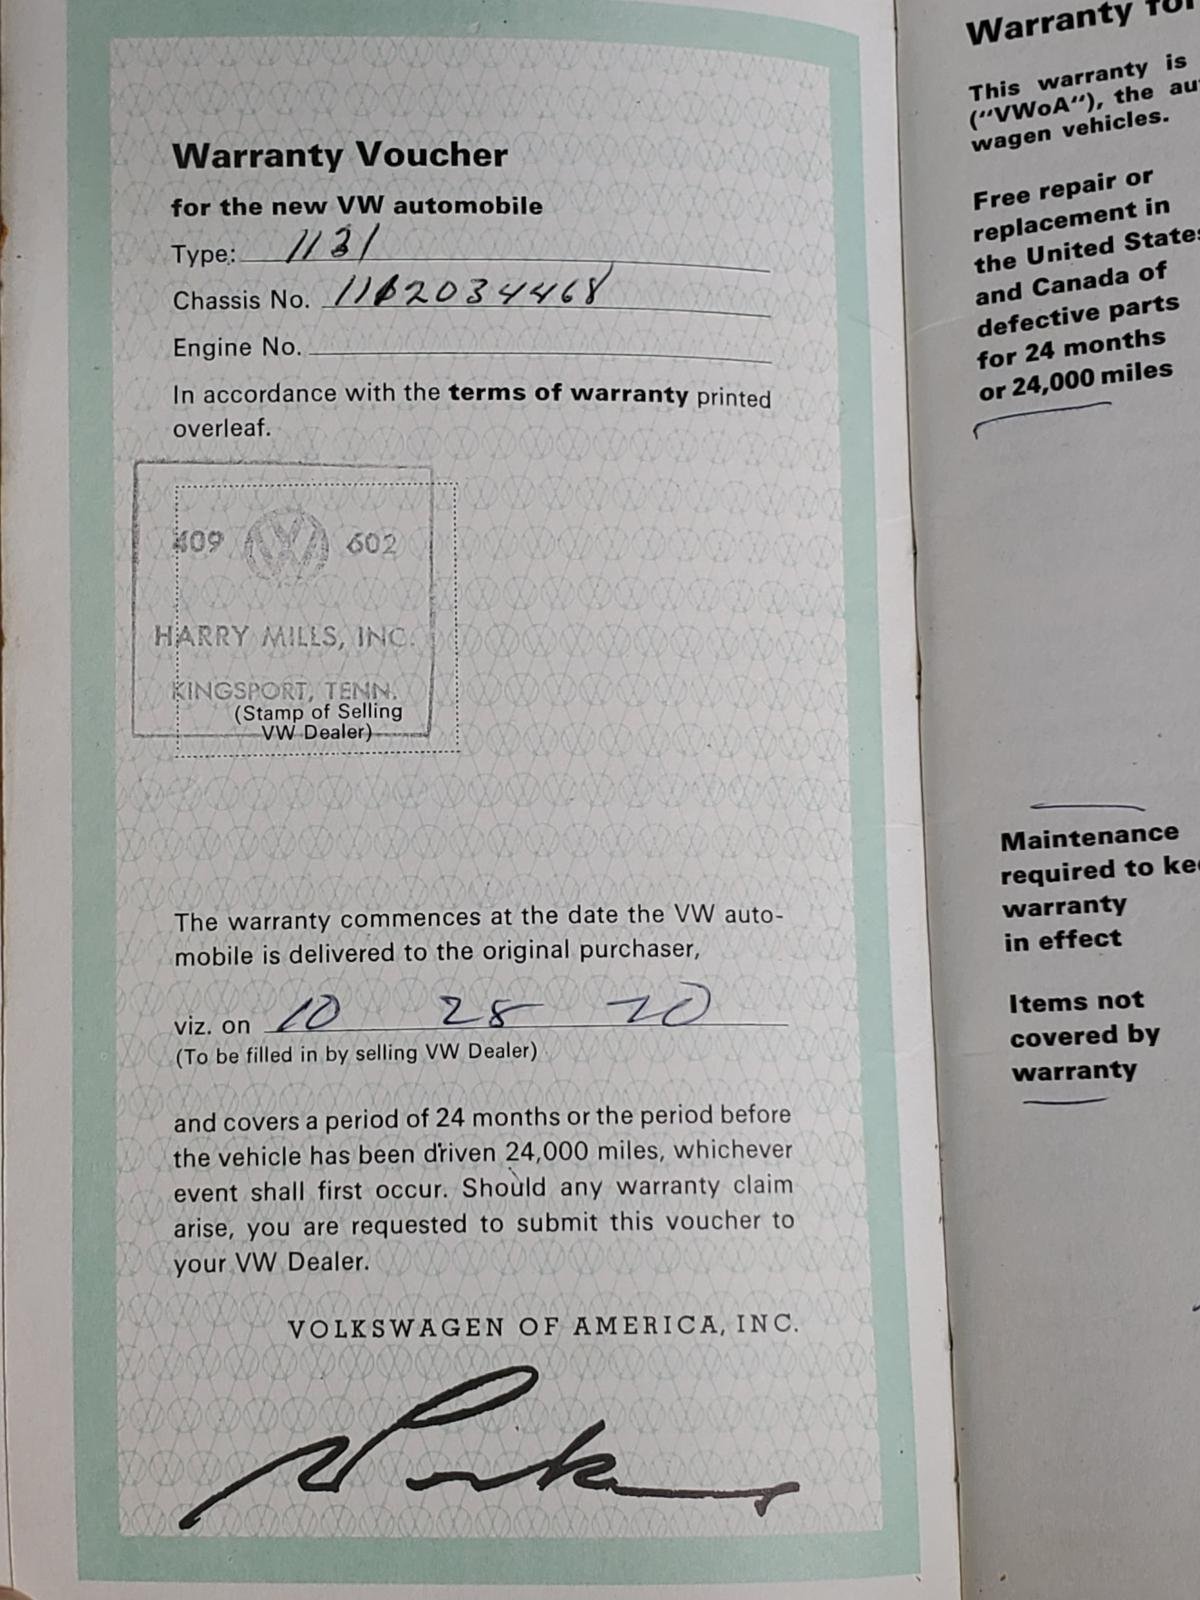 Warranty Voucher
for the new VW automobile
Type: 1131
Chassis No. 1112034468
Engine No.
In accordance with the terms of warranty printed
overleaf.
409 VW 602
HARRY MILLS, INC.
KINGSPORT, TENN.
(Stamp of Selling
VW Dealer)
The warranty commences at the date the VW auto-
mobile is delivered to the original purchaser,
viz. on 10 28 70
(To be filled in by selling VW Dealer)
and covers a period of 24 months or the period before
the vehicle has been driven 24,000 miles, whichever
event shall first occur. Should any warranty claim
arise, you are requested to submit this voucher to
your VW Dealer.
VOLKSWAGEN OF AMERICA, INC.
Warranty for
This warranty is
("VWoA"), the au
wagen vehicles.
Free repair or
replacement in
the United States
and Canada of
defective parts
for 24 months
or 24,000 miles
Maintenance
required to kee
warranty
in effect
Items not
covered by
warranty